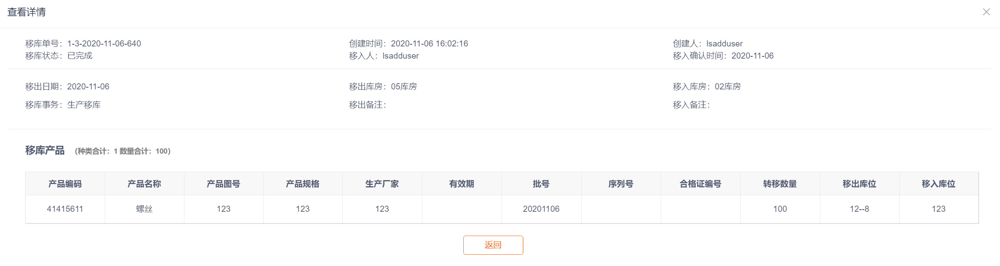 查看详情
移库单号：1-3-2020-11-06-640 创建时间：2020-11-06 16:02:16 创建人：lsadduser
移库状态：已完成 移入人：lsadduser 移入确认时间：2020-11-06
移出日期：2020-11-06 移出库房：05库房 移入库房：02库房
移库事务：生产移库 移出备注： 移入备注：
移库产品 （种类合计：1 数量合计：100）
产品编码 产品名称 产品图号 产品规格 生产厂家 有效期 批号 序列号 合格证编号 转移数量 移出库位 移入库位
41415611 螺丝 123 123 123 20201106 100 12--8 123
返回